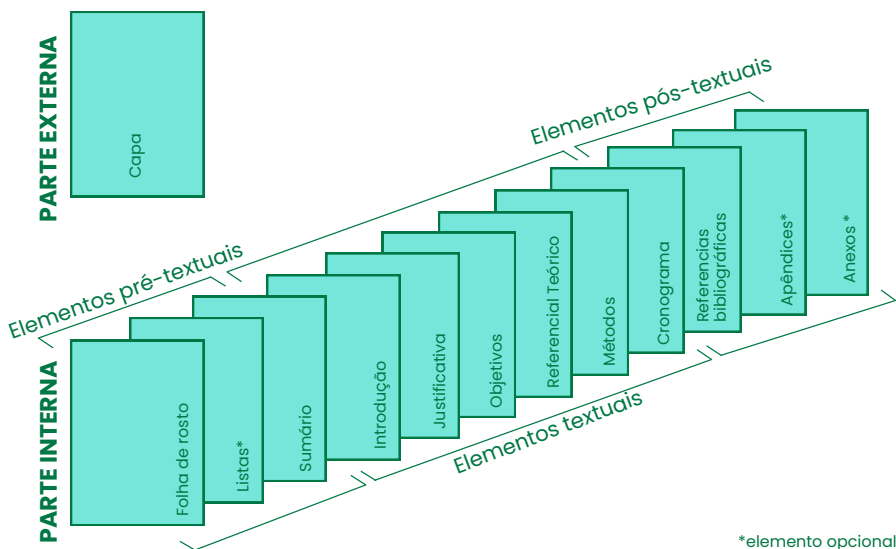 PARTE EXTERNA
Capa
PARTE INTERNA
Elementos pré-textuais
Elementos pós-textuais
Folha de rosto
Listas*
Sumário
Introdução
Justificativa
Objetivos
Referencial Teórico
Métodos
Cronograma
Referencias
bibliográficas
Apêndices*
Anexos *
Elementos textuais
*elemento opcional